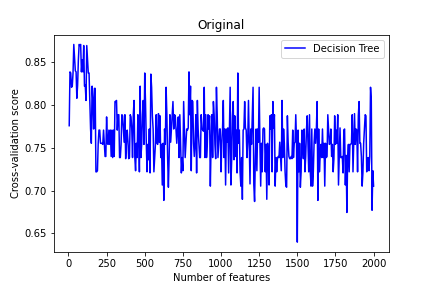 Original
Decision Tree
Cross-validation score
0.85
0.80
0.75
0.70
0.65
0 250 500 750 1000 1250 1500 1750 2000
Number of features